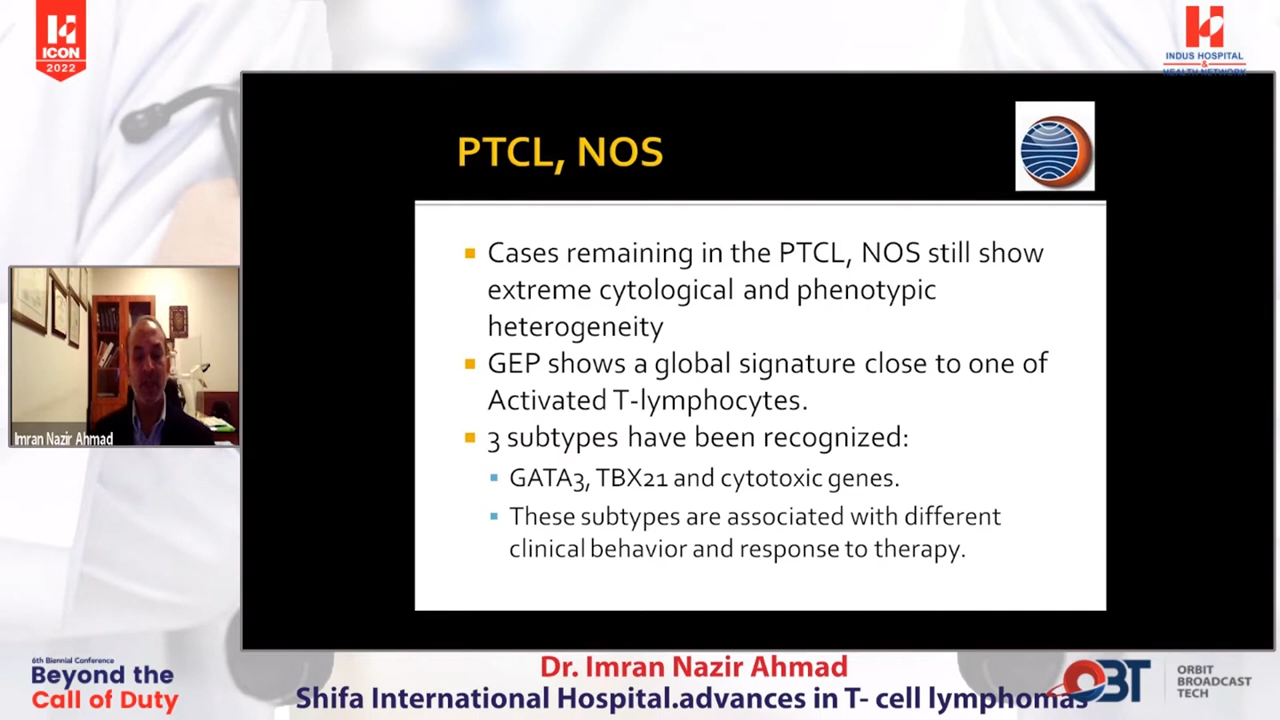 ICON
2022
INDUS HOSPITAL
&
HEALTH NETWORK
PTCL, NOS
Cases remaining in the PTCL, NOS still show
extreme cytological and phenotypic
heterogeneity
GEP shows a global signature close to one of
Activated T-lymphocytes.
3 subtypes have been recognized:
GATA3, TBX21 and cytotoxic genes.
These subtypes are associated with different
clinical behavior and response to therapy.
Imran Nazir Ahmad
6th Biennial Conference
Beyond the
Call of Duty
Dr. Imran Nazir Ahmad
Shifa International Hospital.advances in T- cell lymphomas
OBT
ORBIT
BROADCAST
TECH